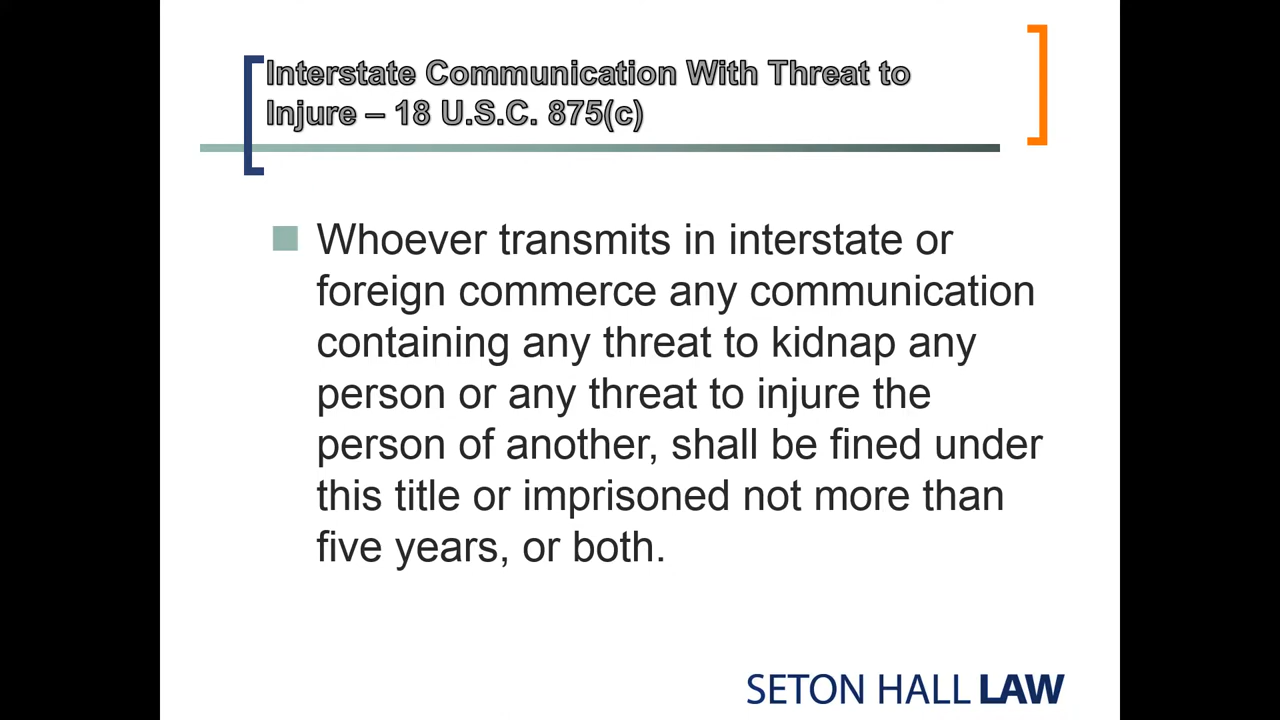 Interstate Communication With Threat to
Injure – 18 U.S.C. 875(c)
Whoever transmits in interstate or
foreign commerce any communication
containing any threat to kidnap any
person or any threat to injure the
person of another, shall be fined under
this title or imprisoned not more than
five years, or both.
SETON HALL LAW